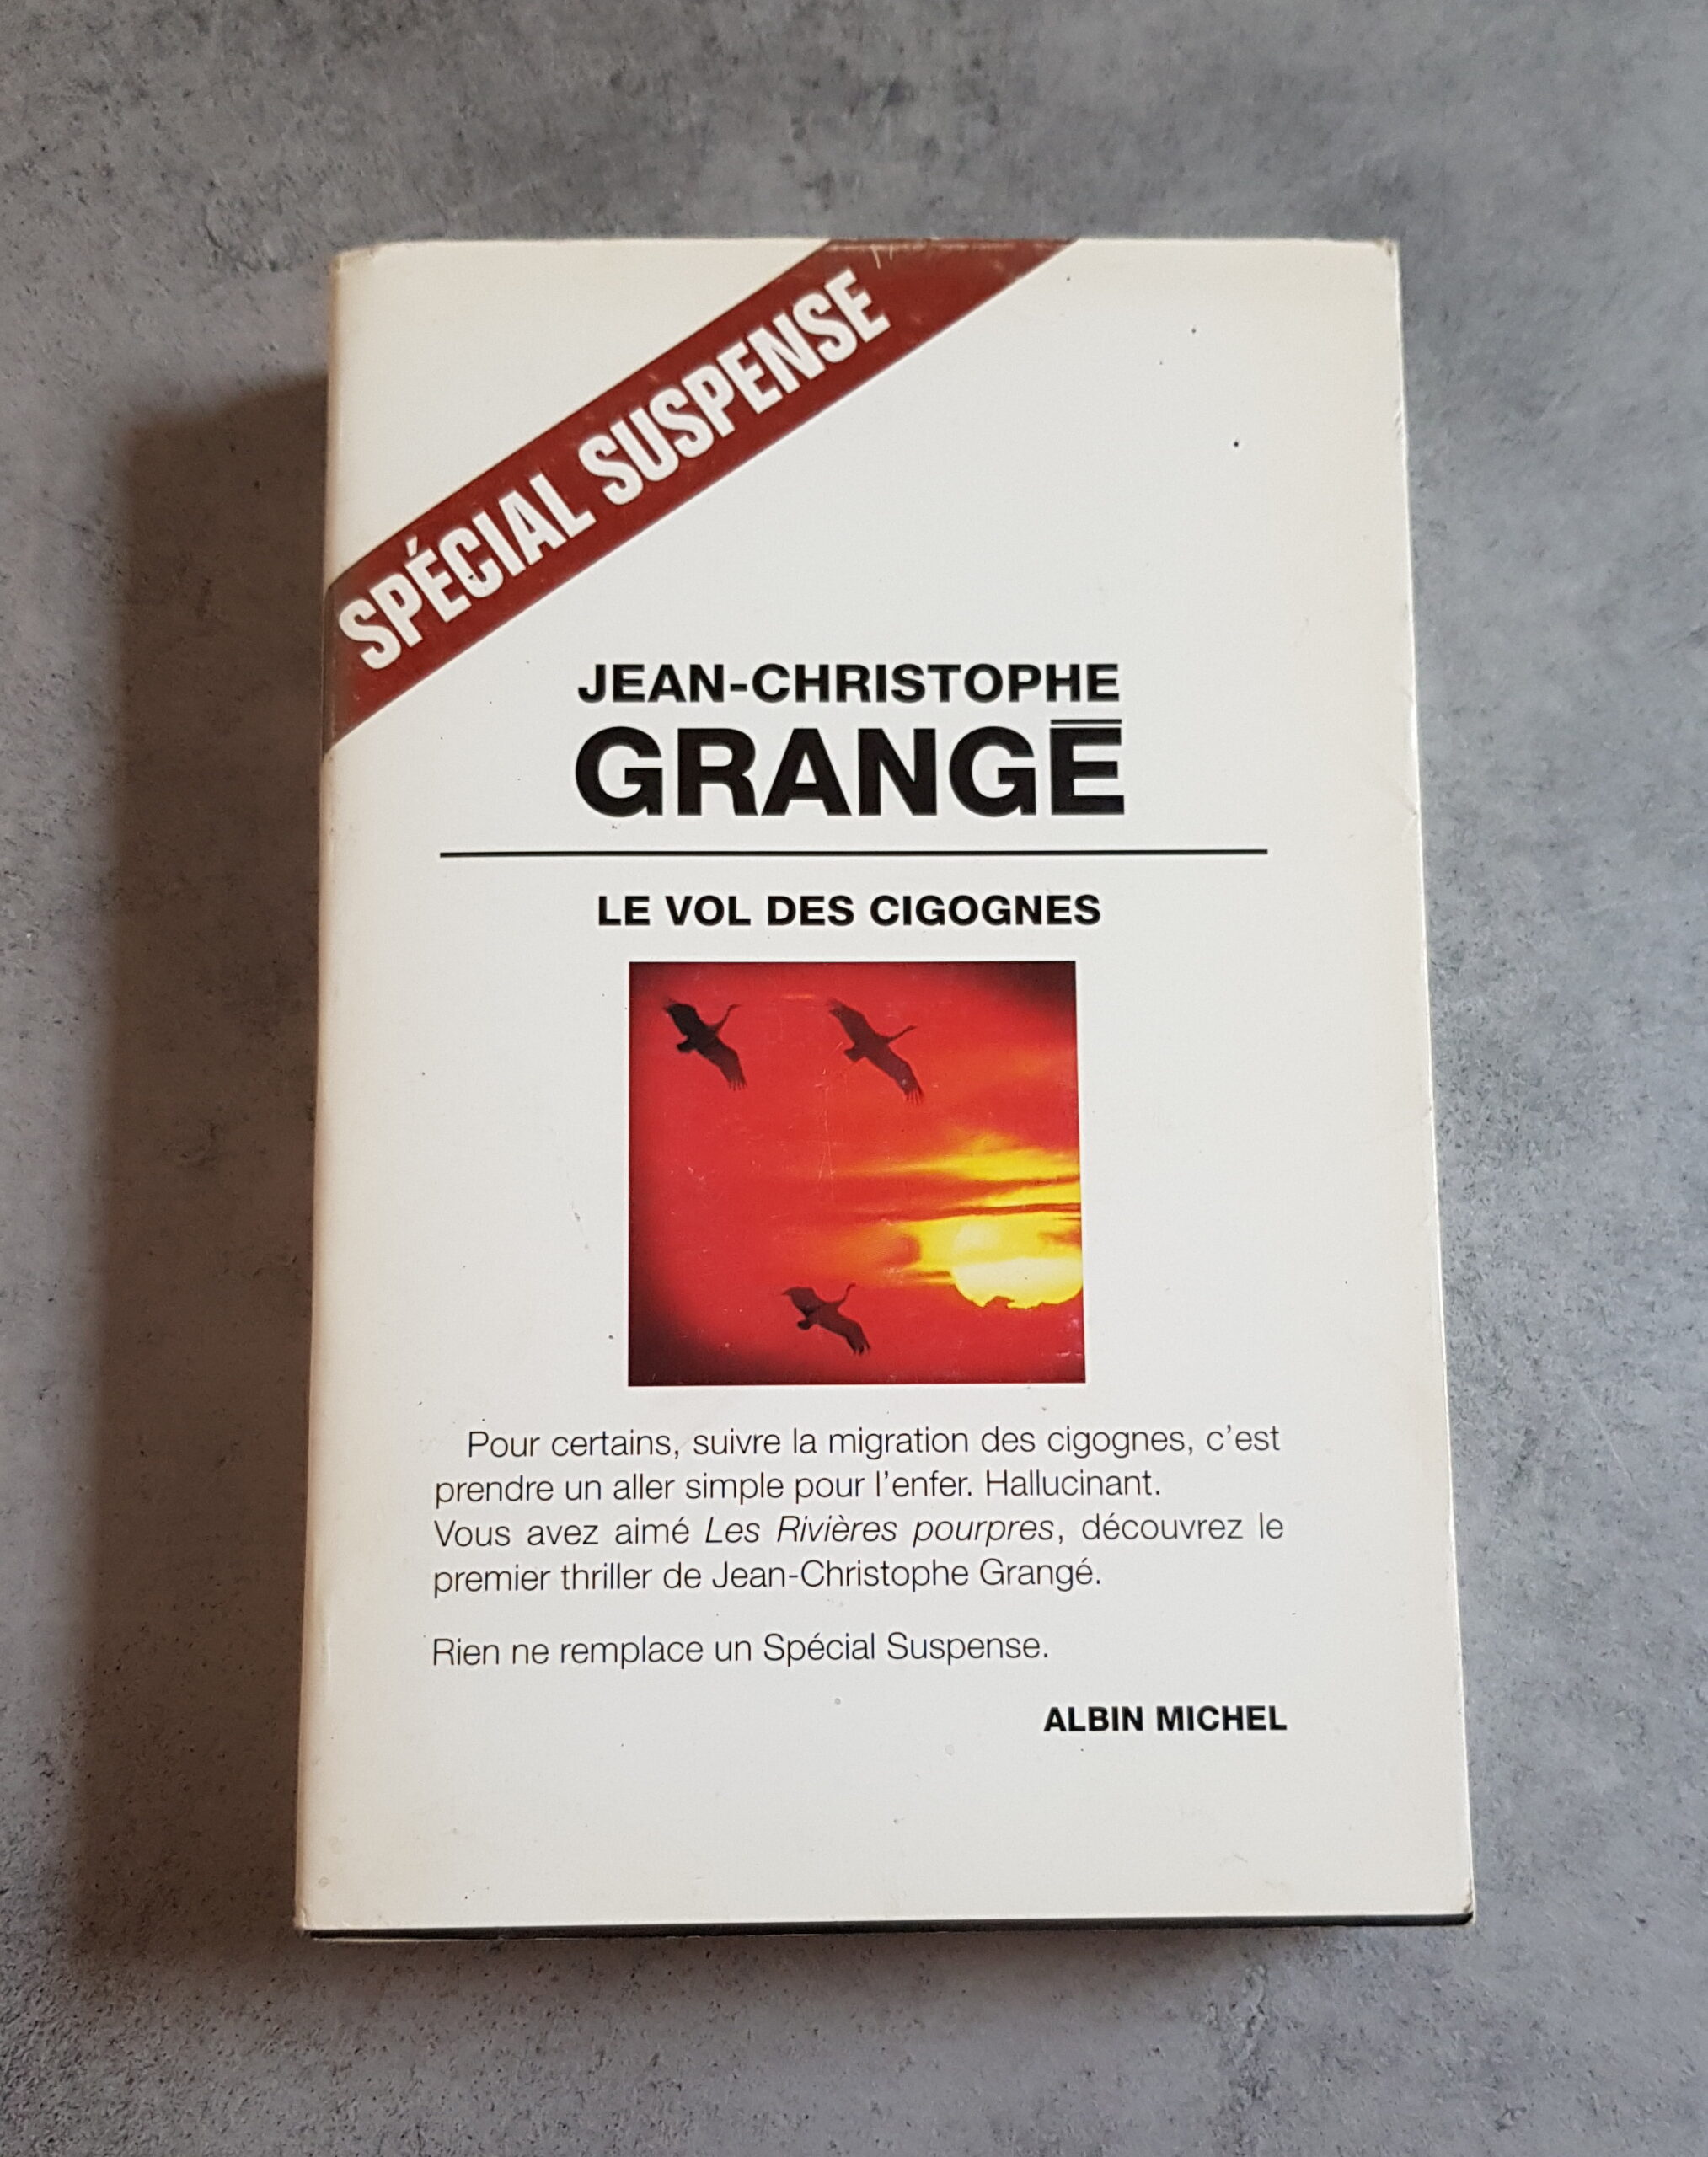 SPÉCIAL SUSPENSE
JEAN-CHRISTOPHE
GRANGÉ
LE VOL DES CIGOGNES
Pour certains, suivre la migration des cigognes, c'est
prendre un aller simple pour l'enfer. Hallucinant.
Vous avez aimé Les Rivières pourpres, découvrez le
premier thriller de Jean-Christophe Grangé.
Rien ne remplace un Spécial Suspense.
ALBIN MICHEL